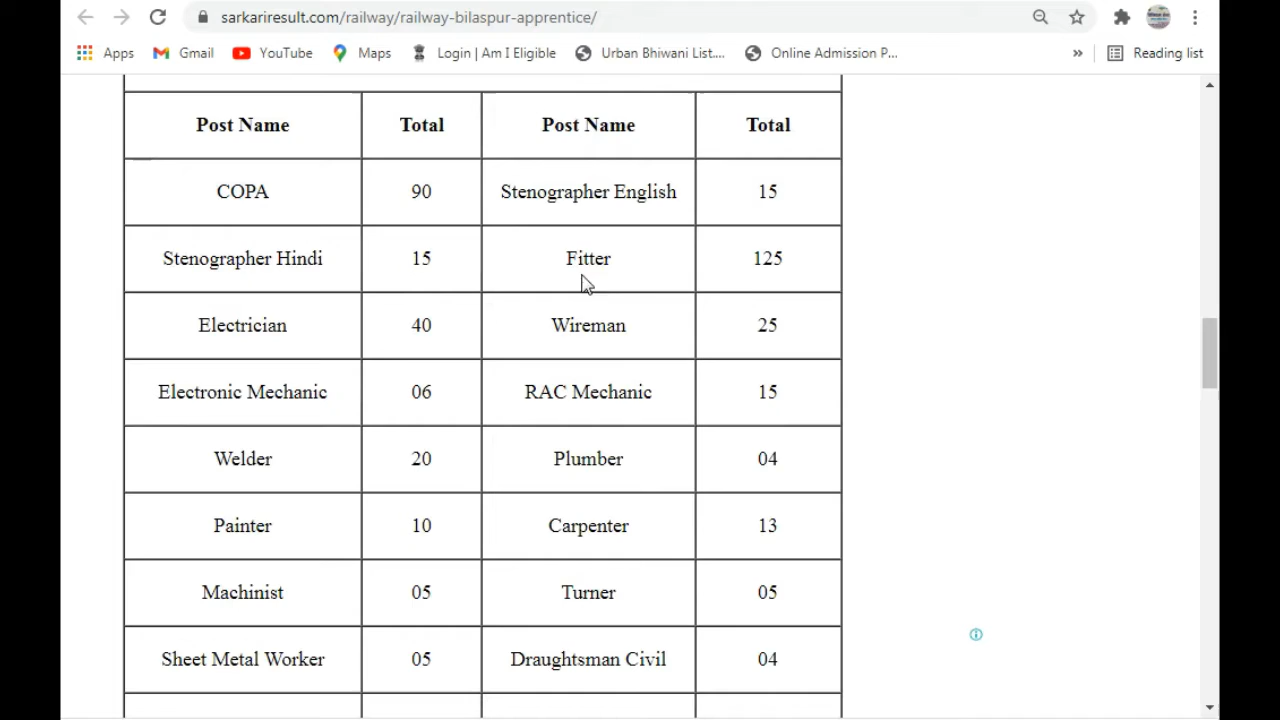 sarkariresult.com/railway/railway-bilaspur-apprentice/
Apps Gmail YouTube Maps Login | Am I Eligible Urban Bhiwani List.... Online Admission P... » Reading list
Post Name Total Post Name Total
COPA 90 Stenographer English 15
Stenographer Hindi 15 Fitter 125
Electrician 40 Wireman 25
Electronic Mechanic 06 RAC Mechanic 15
Welder 20 Plumber 04
Painter 10 Carpenter 13
Machinist 05 Turner 05
Sheet Metal Worker 05 Draughtsman Civil 04